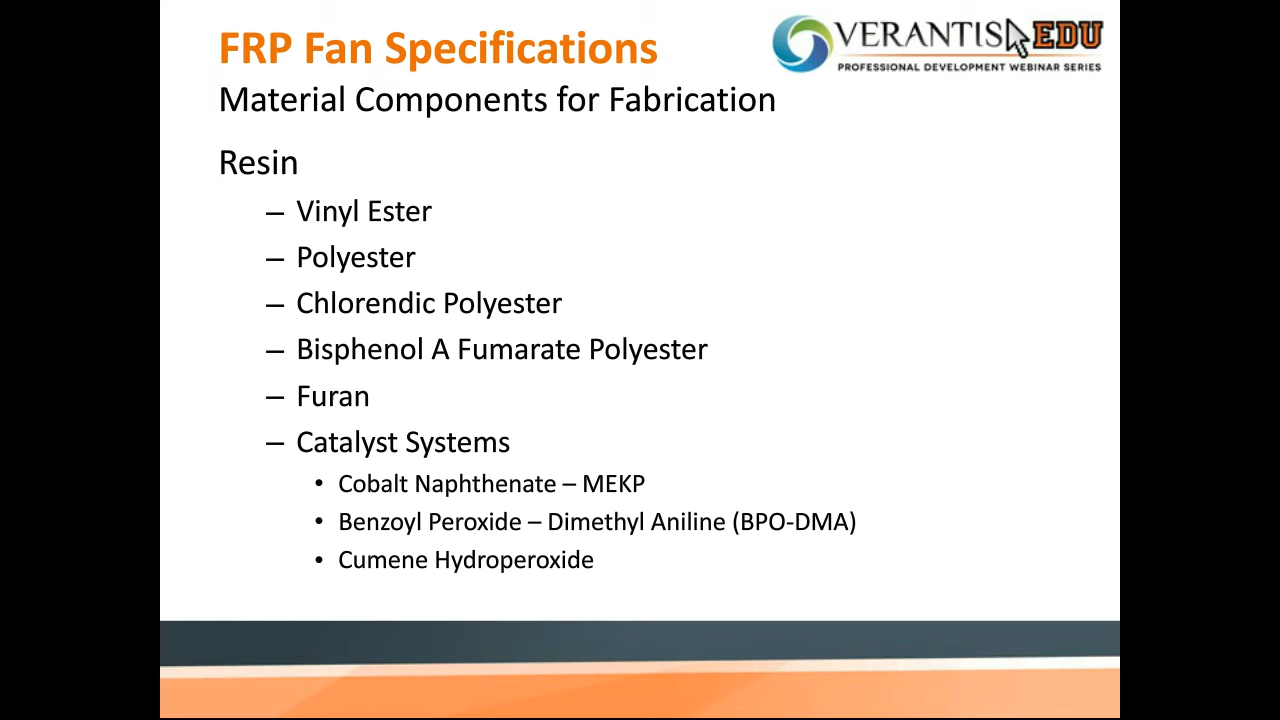 FRP Fan Specifications
VERANTIS EDU
PROFESSIONAL DEVELOPMENT WEBINAR SERIES
Material Components for Fabrication
Resin
– Vinyl Ester
– Polyester
– Chlorendic Polyester
– Bisphenol A Fumarate Polyester
– Furan
– Catalyst Systems
• Cobalt Naphthenate – MEKP
• Benzoyl Peroxide – Dimethyl Aniline (BPO-DMA)
• Cumene Hydroperoxide